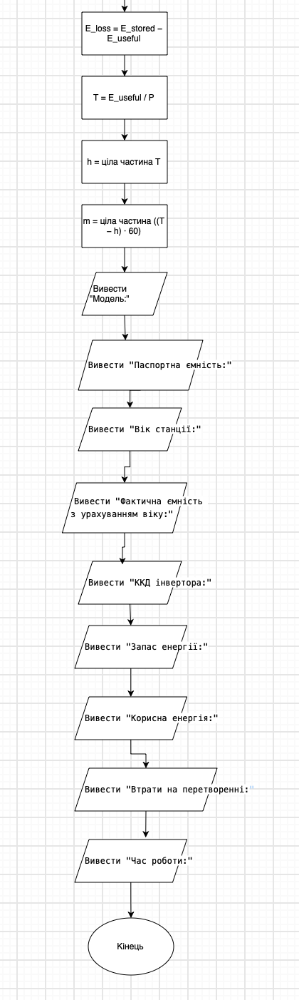 E_loss = E_stored –
E_useful
T = E_useful / P
h = ціла частина T
m = ціла частина ((T
– h) · 60)
Вивести
"Модель:"
Вивести "Паспортна ємність:"
Вивести "Вік станції:"
Вивести "Фактична ємність
з урахуванням віку:"
Вивести "ККД інвертора:"
Вивести "Запас енергії:"
Вивести "Корисна енергія:"
Вивести "Втрати на перетворенні:"
Вивести "Час роботи:"
Кінець